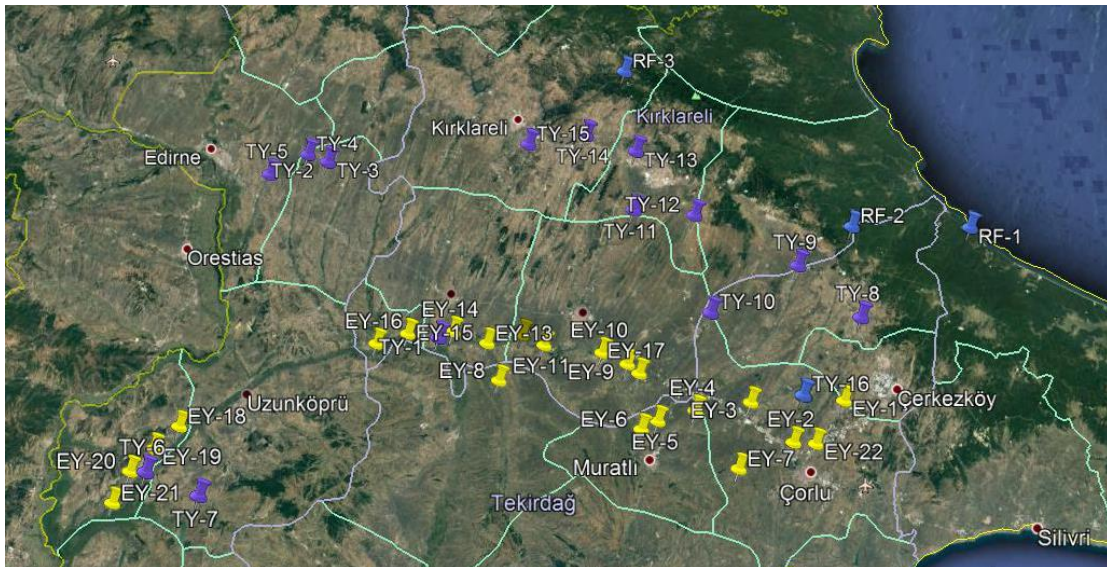 RF-3
Kırklareli
Kırklareli
TY-15
TY-14
TY-13
Edirne
TY-5
TY-4
TY-2
TY-3
TY-12
TY-11
RF-2
RF-1
Orestias
TY-9
EY-14
TY-10
TY-8
EY-16
EY-15
EY-13
EY-10
TY-1
EY-11
EY-17
EY-8
EY-9
EY-4
TY-16
Uzunköprü
EY-18
EY-3
EY-1
Çerkezköy
EY-6
EY-2
EY-5
EY-22
TY-6
EY-20
EY-19
Muratlı
EY-7
Çorlu
EY-21
TY-7
Tekirdağ
Silivri